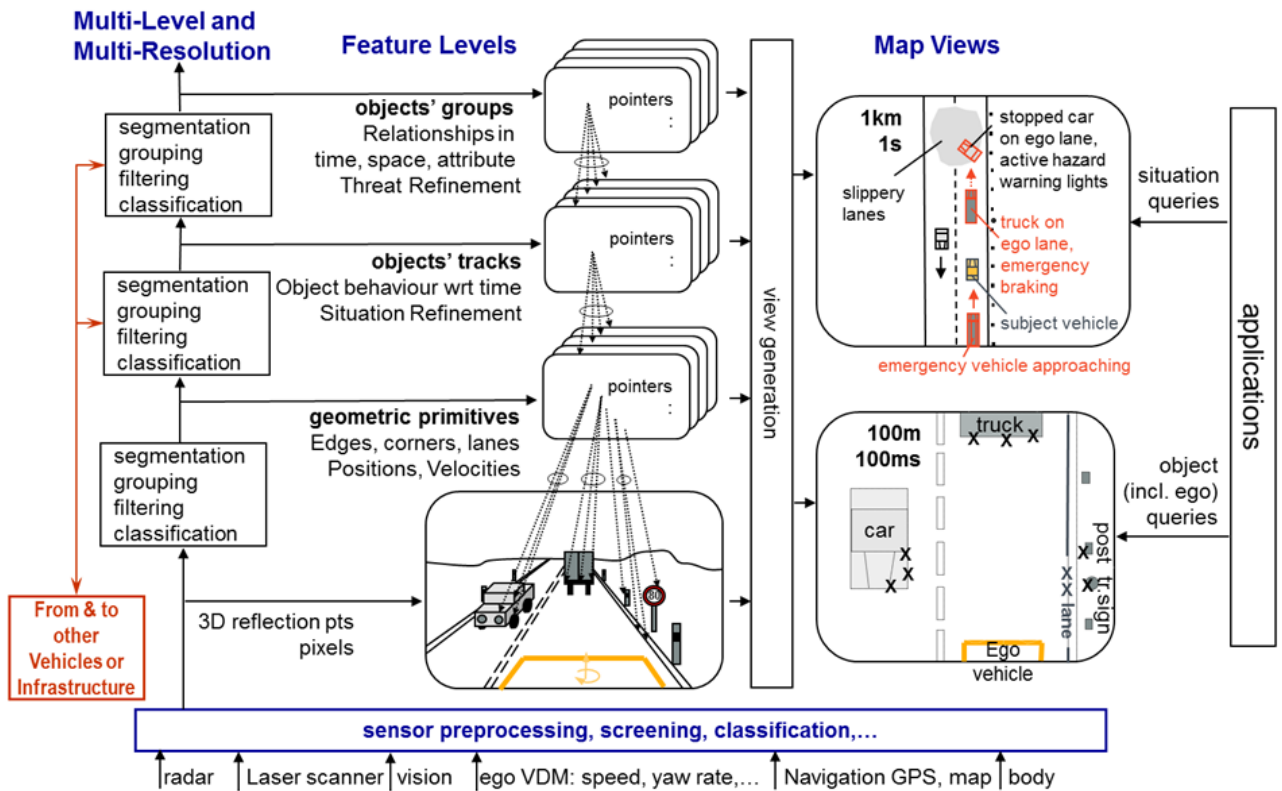 Multi-Level and
Multi-Resolution
Feature Levels
Map Views
segmentation
grouping
filtering
classification
objects' groups
Relationships in
time, space, attribute
Threat Refinement
pointers
:
segmentation
grouping
filtering
classification
objects' tracks
Object behaviour wrt time
Situation Refinement
pointers
:
segmentation
grouping
filtering
classification
geometric primitives
Edges, corners, lanes
Positions, Velocities
pointers
:
From & to
other
Vehicles or
Infrastructure
3D reflection pts
pixels
80
view generation
1km
1s
slippery
lanes
stopped car
on ego lane,
active hazard
warning lights
truck on
ego lane,
emergency
braking
subject vehicle
emergency vehicle approaching
situation
queries
100m
100ms
truck
X X X
car
X
X
X
X
X
X X lane
post tr.sign
Ego
vehicle
object
(incl. ego)
queries
applications
sensor preprocessing, screening, classification,...
radar
Laser scanner
vision
ego VDM: speed, yaw rate,...
Navigation GPS, map
body